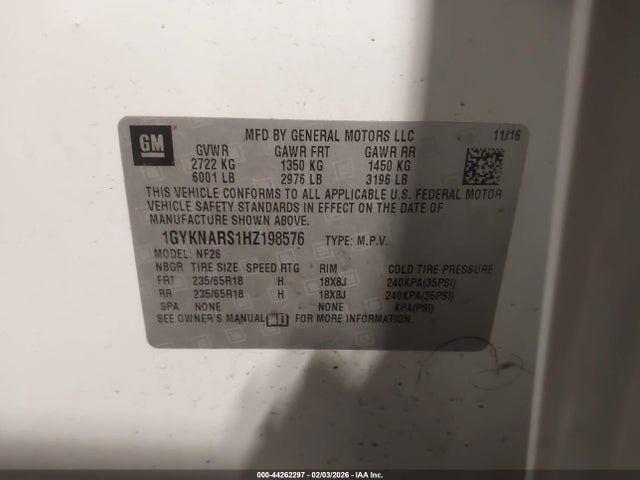 GM
MFD BY GENERAL MOTORS LLC 11/16
GVWR GAWR FRT GAWR RR
2722 KG 1350 KG 1450 KG
6001 LB 2976 LB 3196 LB
THIS VEHICLE CONFORMS TO ALL APPLICABLE U.S. FEDERAL MOTOR
VEHICLE SAFETY STANDARDS IN EFFECT ON THE DATE OF
MANUFACTURE SHOWN ABOVE.
1GYKNARS1HZ198576 TYPE: M.P.V.
MODEL: NF26
NBGR TIRE SIZE SPEED RTG RIM COLD TIRE PRESSURE
FRT 235/65R18 H 18X8J 240KPA(35PSI)
RR 235/65R18 H 18X8J 240KPA(35PSI)
SPA NONE NONE KPA(PSI)
SEE OWNER'S MANUAL FOR MORE INFORMATION.
000-44262297 - 02/03/2026 - IAA Inc.